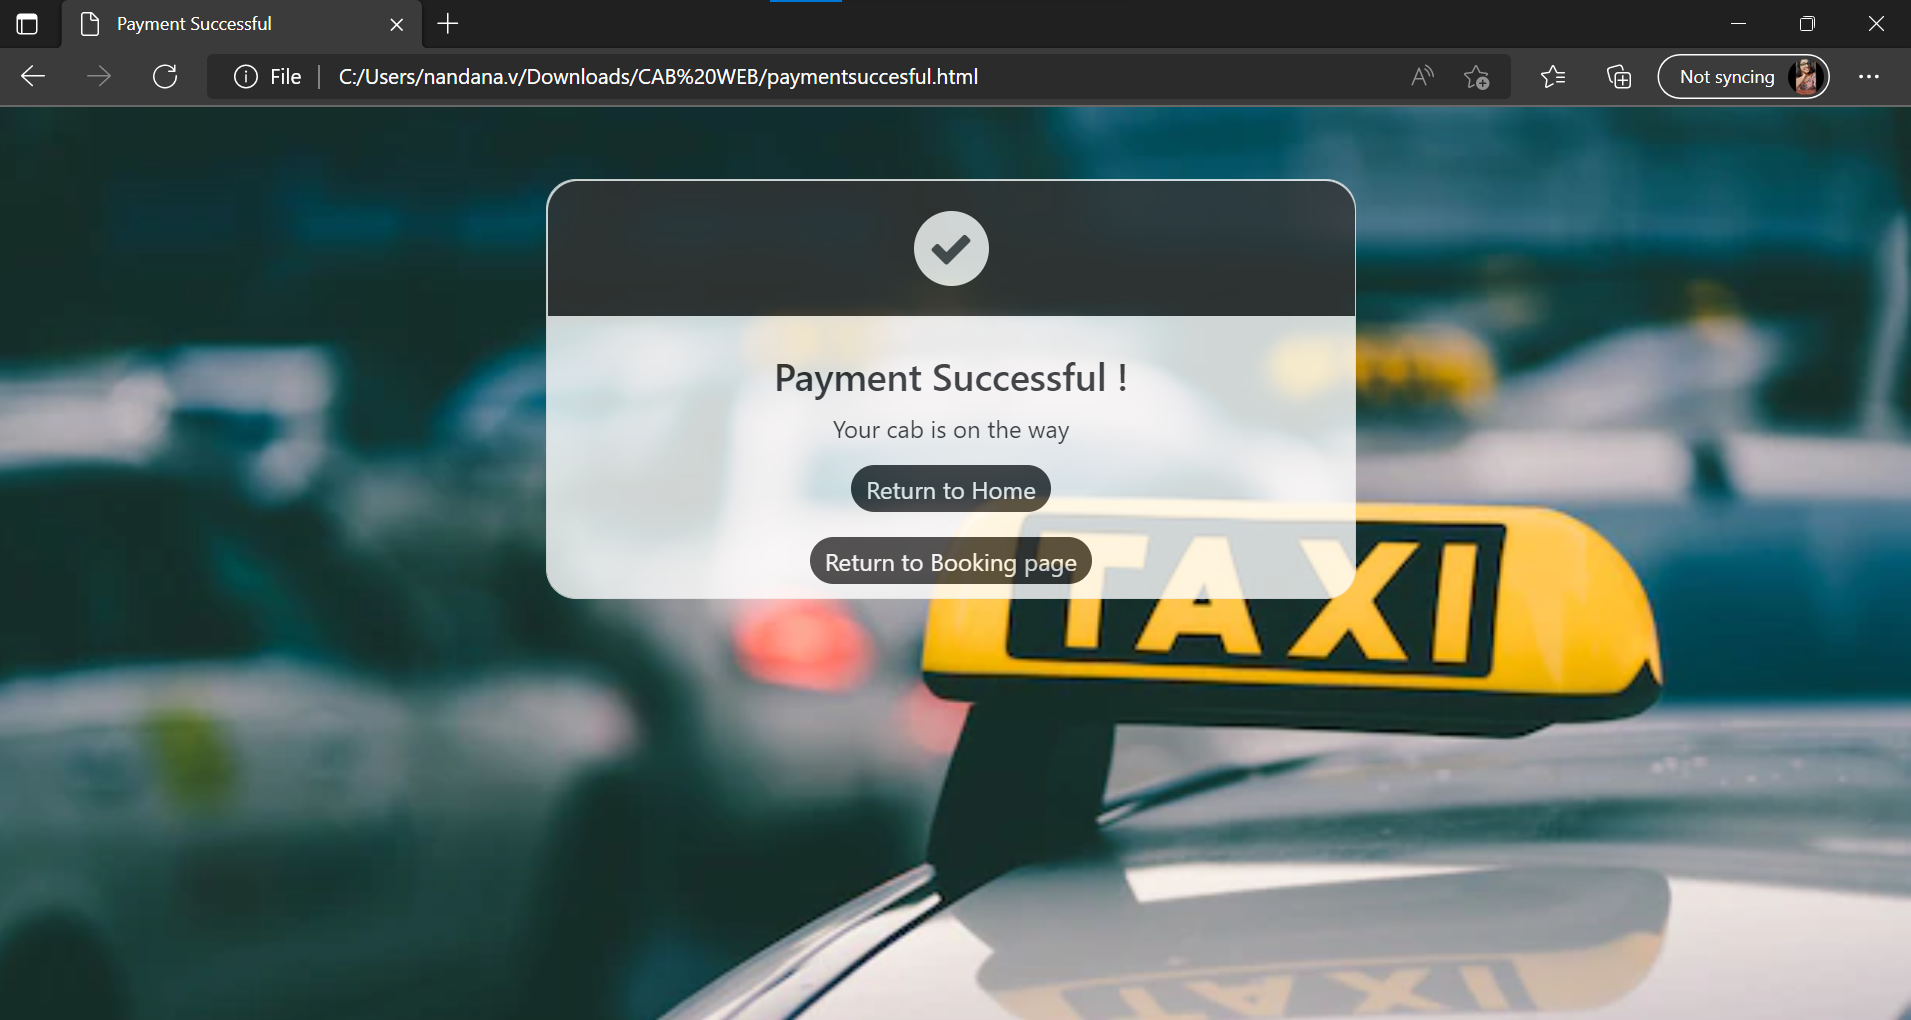 Payment Successful
File
C:/Users/nandana.v/Downloads/CAB%20WEB/paymentsuccesful.html
Not syncing
Payment Successful !
Your cab is on the way
Return to Home
Return to Booking page
TAXI
TAXI